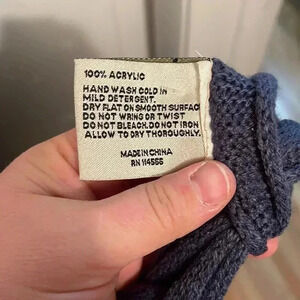 100% ACRYLIC
HAND WASH COLD IN
MILD DETERGENT.
DRY FLAT ON SMOOTH SURFAC
DO NOT WRING OR TWIST
DO NOT BLEACH.DO NOT IRON
ALLOW TO DRY THOROUGHLY.
MADE IN CHINA
RN 114555